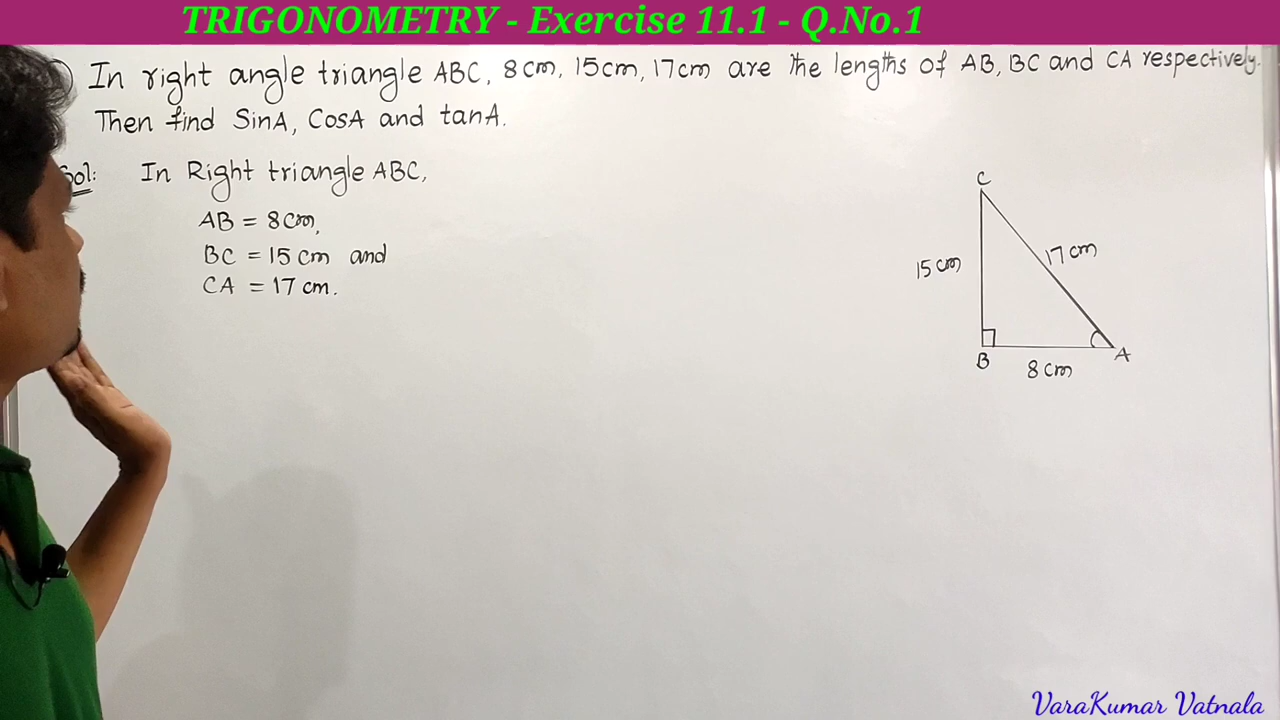 TRIGONOMETRY - Exercise 11.1 - Q.No.1
In right angle triangle ABC, 8cm, 15cm, 17cm are the lengths of AB, BC and CA respectively.
Then find SinA, CosA and tanA.
Sol: In Right triangle ABC,
AB = 8cm,
BC = 15 cm and
CA = 17 cm.
C
15 cm
17 cm
B
A
8 cm
VaraKumar Vatnala